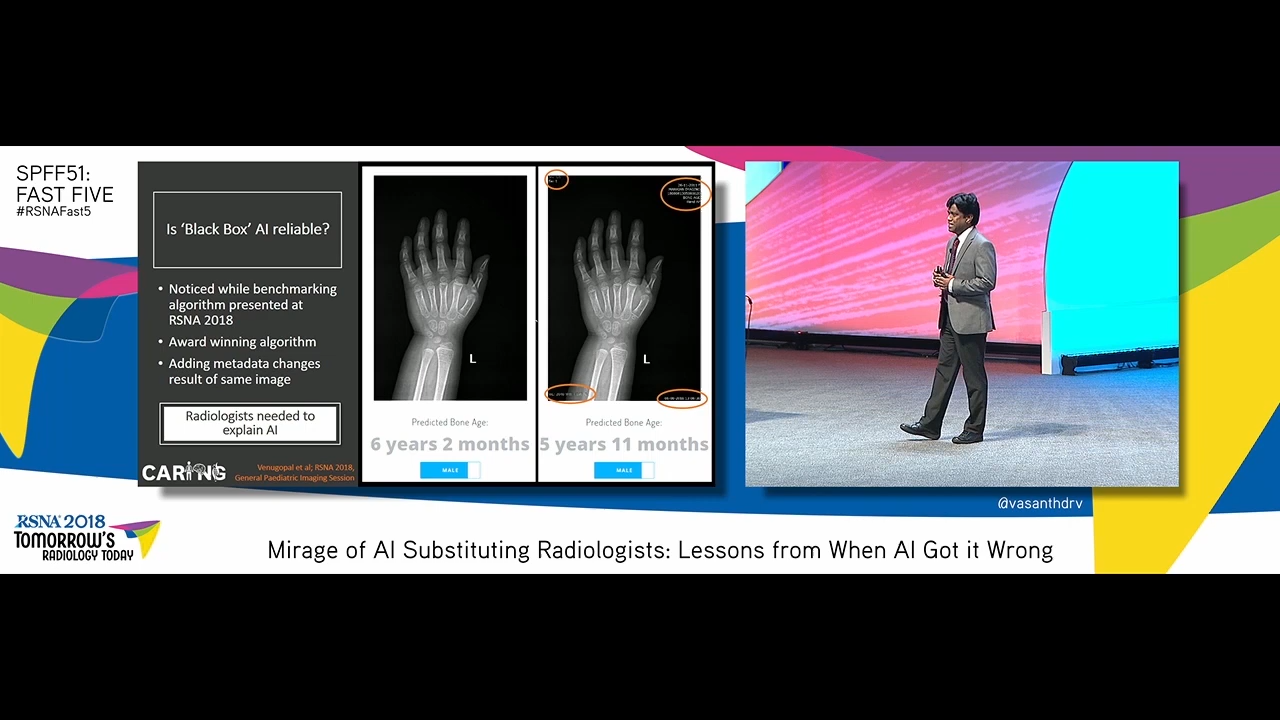 SPFF51:
FAST FIVE
#RSNAFast5
Is ‘Black Box’ AI reliable?
• Noticed while benchmarking
algorithm presented at
RSNA 2018
• Award winning algorithm
• Adding metadata changes
result of same image
Radiologists needed to
explain AI
CARING
Venugopal et al; RSNA 2018,
General Paediatric Imaging Session
L
Predicted Bone Age:
6 years 2 months
MALE
L
Predicted Bone Age:
5 years 11 months
MALE
@vasanthdrv
RSNA 2018
TOMORROW'S
RADIOLOGY TODAY
Mirage of AI Substituting Radiologists: Lessons from When AI Got it Wrong